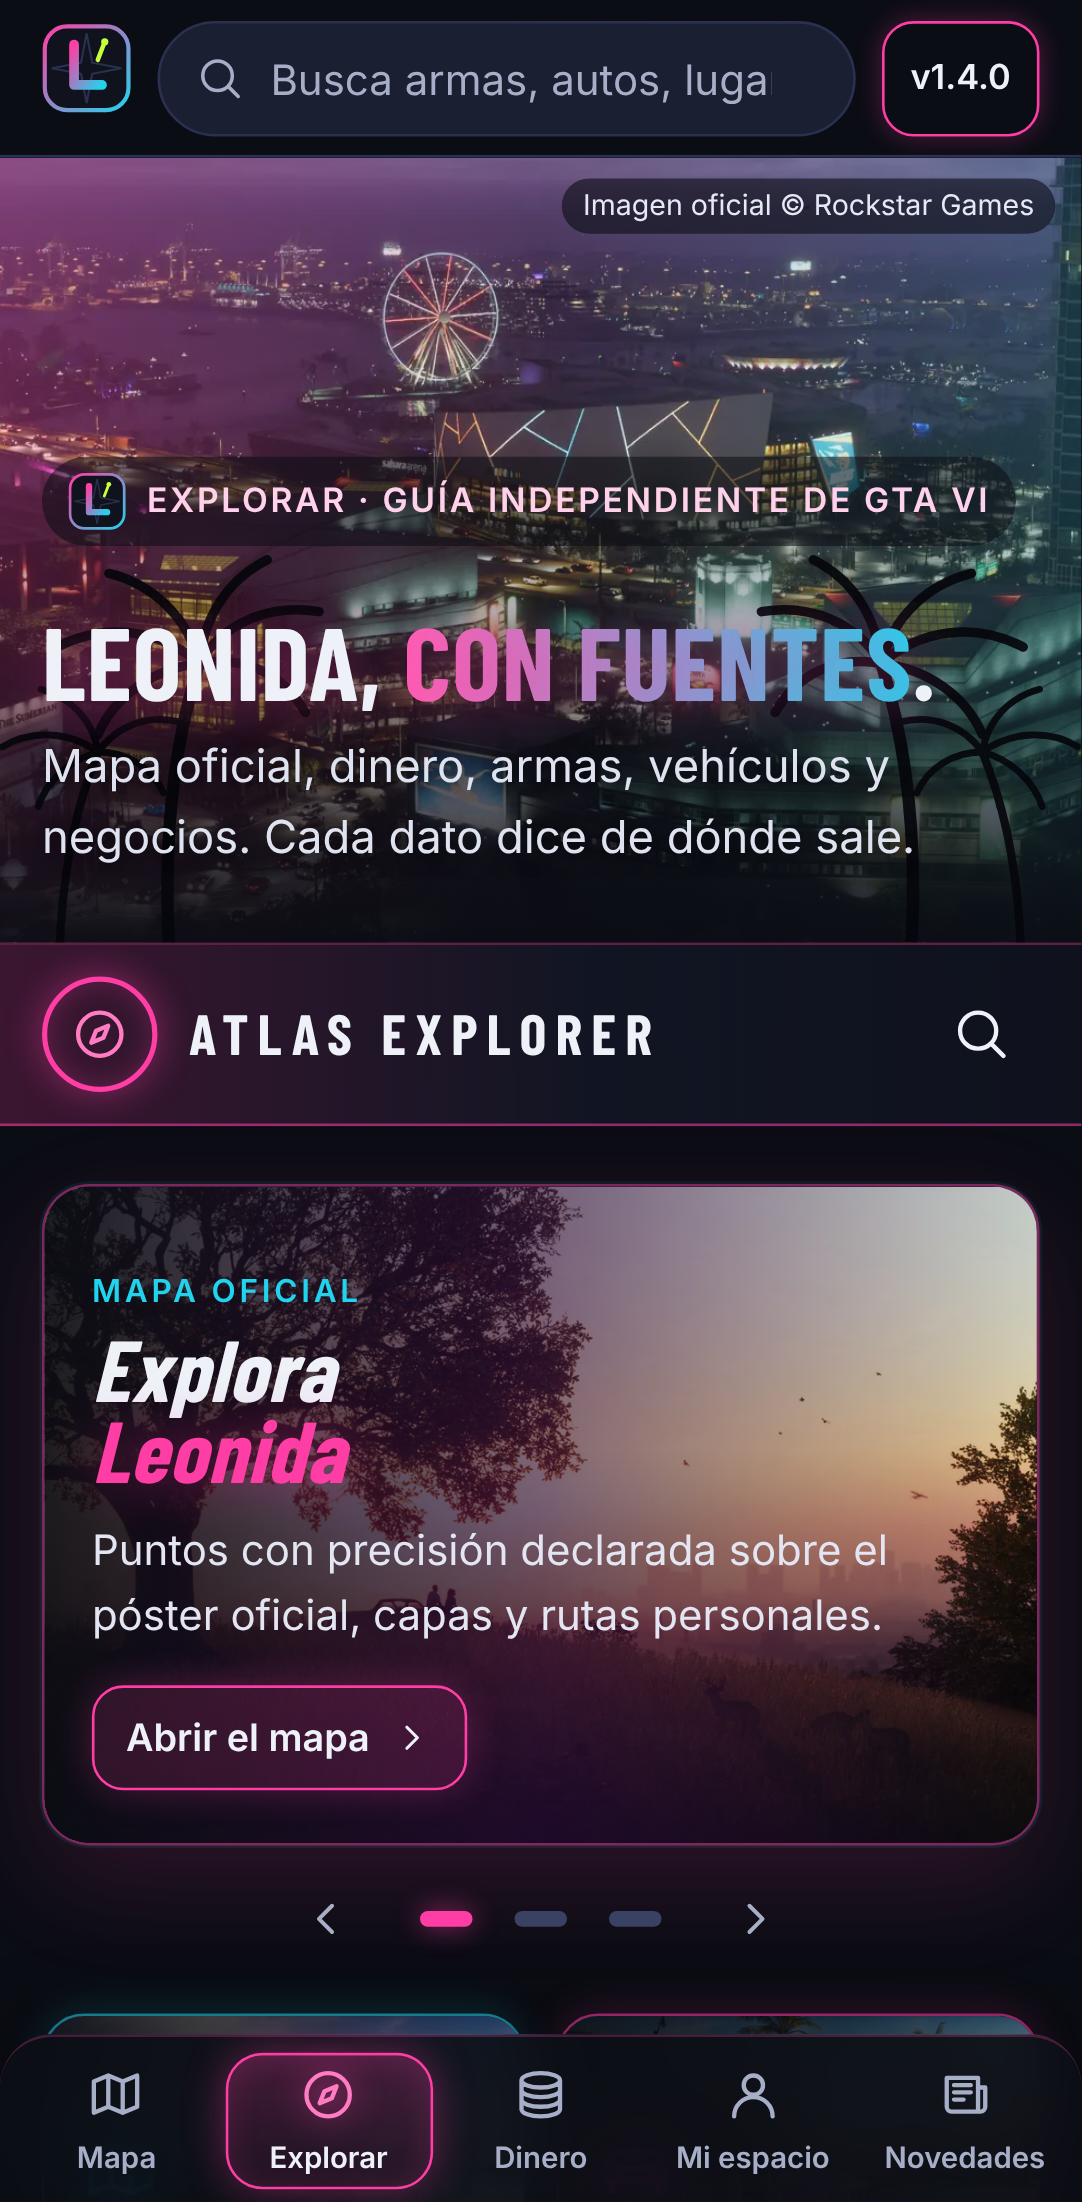 Busca armas, autos, luga
v1.4.0
Imagen oficial © Rockstar Games
EXPLORAR · GUÍA INDEPENDIENTE DE GTA VI
LEONIDA, CON FUENTES.
Mapa oficial, dinero, armas, vehículos y
negocios. Cada dato dice de dónde sale.
ATLAS EXPLORER
MAPA OFICIAL
Explora
Leonida
Puntos con precisión declarada sobre el
póster oficial, capas y rutas personales.
Abrir el mapa
Mapa
Explorar
Dinero
Mi espacio
Novedades